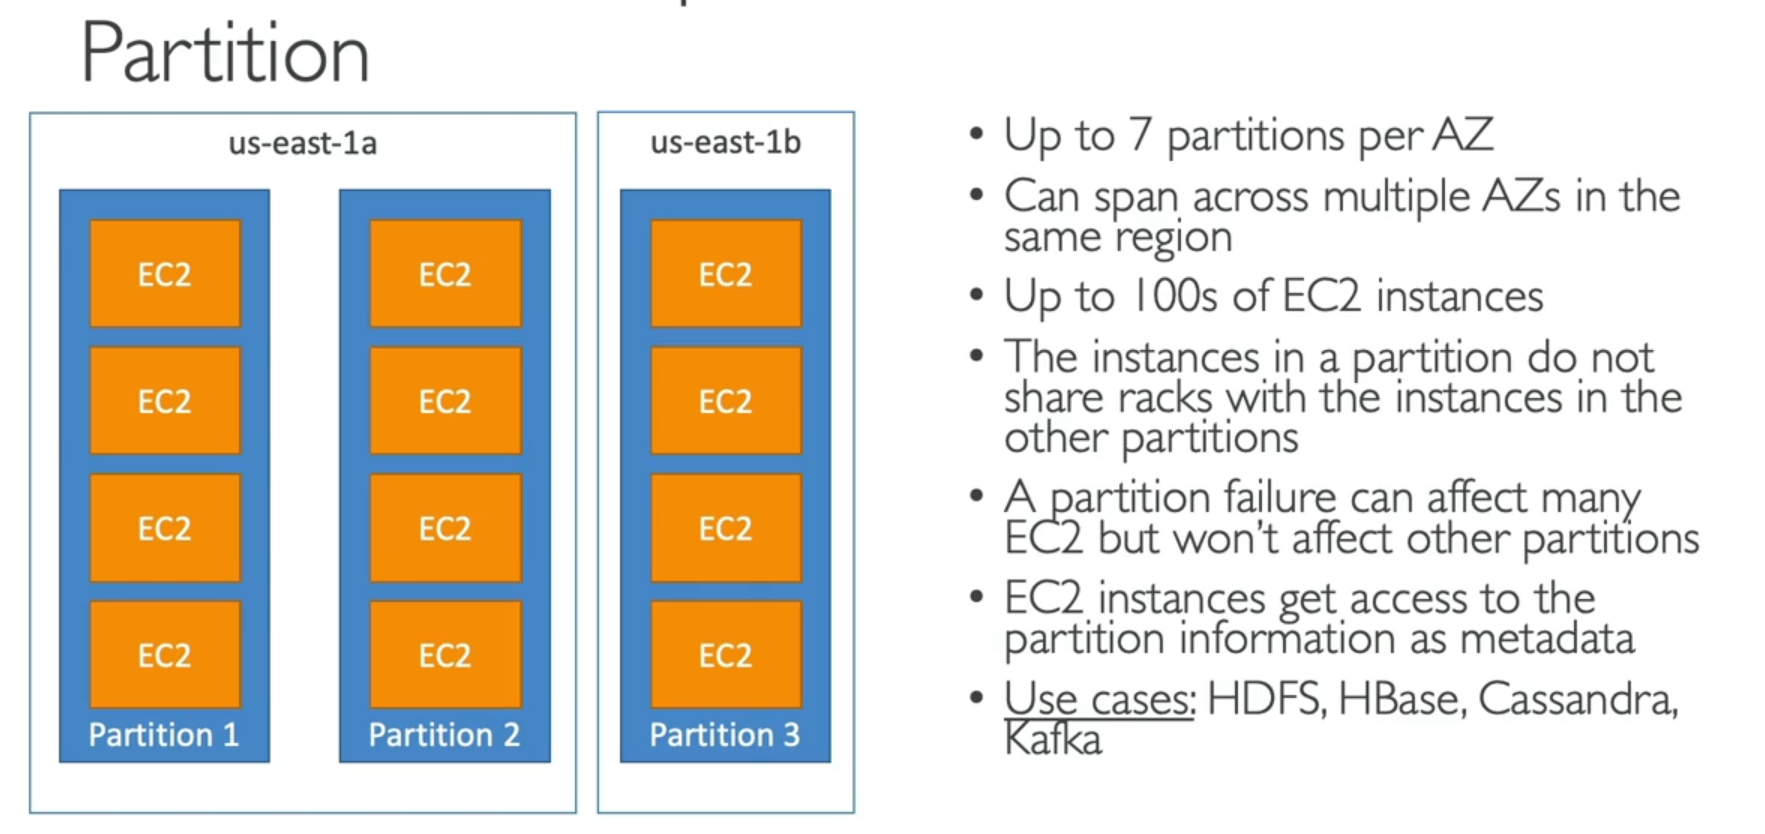 Partition
us-east-1a
EC2
EC2
EC2
EC2
Partition 1
EC2
EC2
EC2
EC2
Partition 2
us-east-1b
EC2
EC2
EC2
EC2
Partition 3
• Up to 7 partitions per AZ
• Can span across multiple AZs in the
same region
• Up to 100s of EC2 instances
• The instances in a partition do not
share racks with the instances in the
other partitions
• A partition failure can affect many
EC2 but won't affect other partitions
• EC2 instances get access to the
partition information as metadata
• Use cases: HDFS, HBase, Cassandra,
Kafka